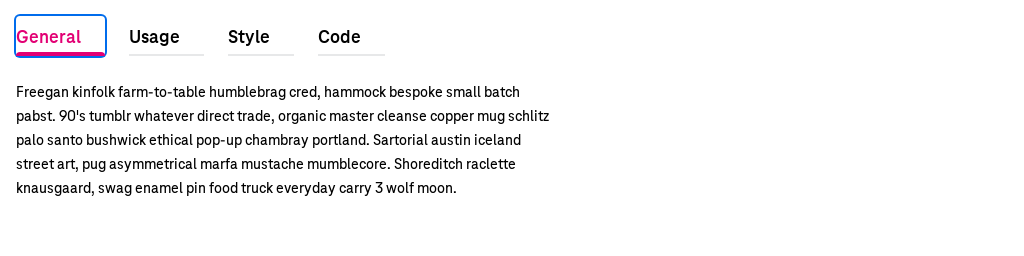 General Usage Style Code
Freegan kinfolk farm-to-table humblebrag cred, hammock bespoke small batch
pabst. 90's tumblr whatever direct trade, organic master cleanse copper mug schlitz
palo santo bushwick ethical pop-up chambray portland. Sartorial austin iceland
street art, pug asymmetrical marfa mustache mumblecore. Shoreditch raclette
knausgaard, swag enamel pin food truck everyday carry 3 wolf moon.